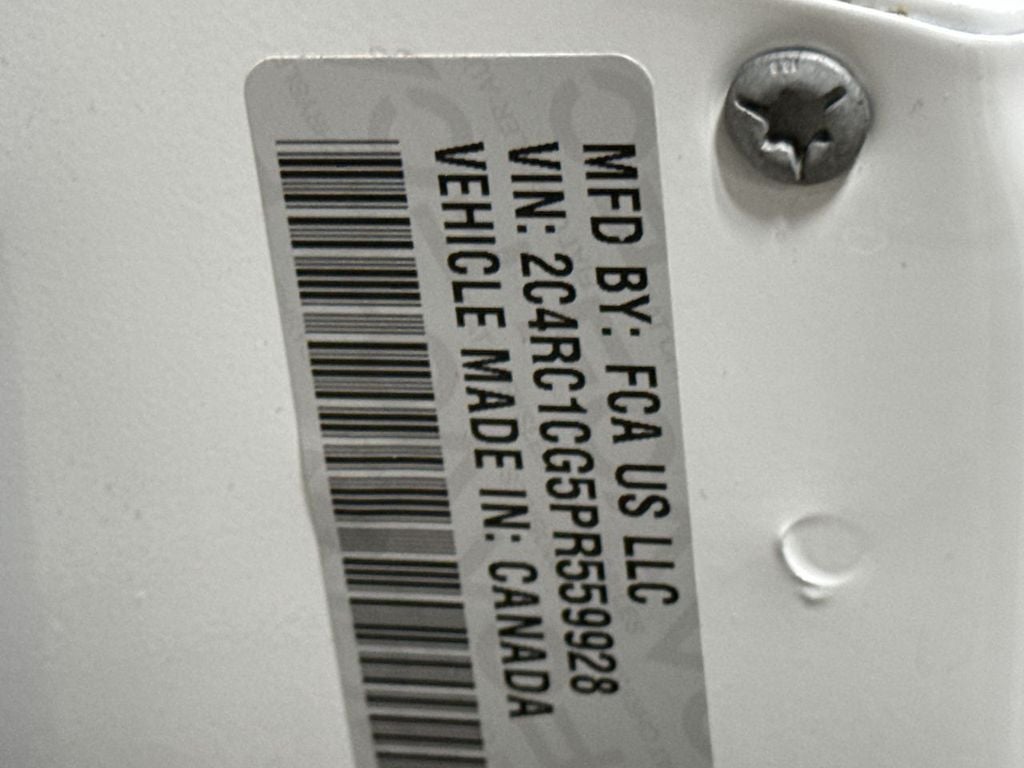 MFD BY: FCA US LLC
VIN: 2C4RC1CG5PR559928
VEHICLE MADE IN: CANADA